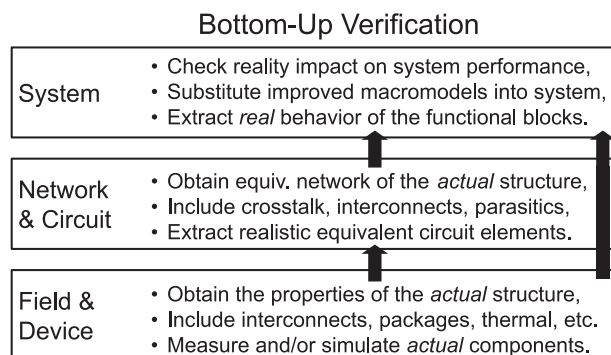 Bottom-Up Verification
System
• Check reality impact on system performance,
• Substitute improved macromodels into system,
• Extract real behavior of the functional blocks.
Network
& Circuit
• Obtain equiv. network of the actual structure,
• Include crosstalk, interconnects, parasitics,
• Extract realistic equivalent circuit elements.
Field &
Device
• Obtain the properties of the actual structure,
• Include interconnects, packages, thermal, etc.
• Measure and/or simulate actual components.